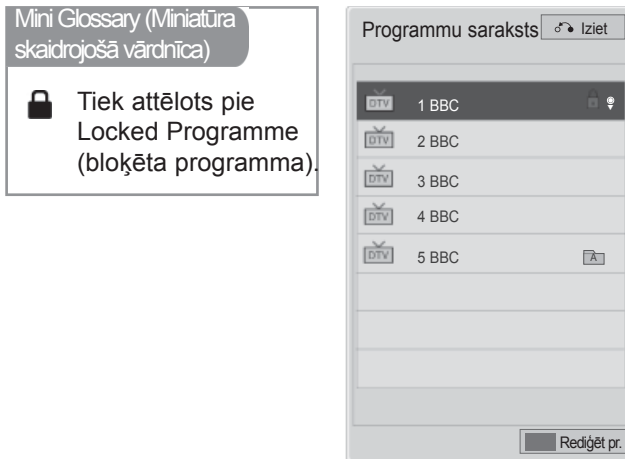 Mini Glossary (Miniatūra
skaidrojošā vārdnīca)
Tiek attēlots pie
Locked Programme
(bloķēta programma).
Programmu saraksts
Iziet
DTV 1 BBC
DTV 2 BBC
DTV 3 BBC
DTV 4 BBC
DTV 5 BBC A
Rediģēt pr.